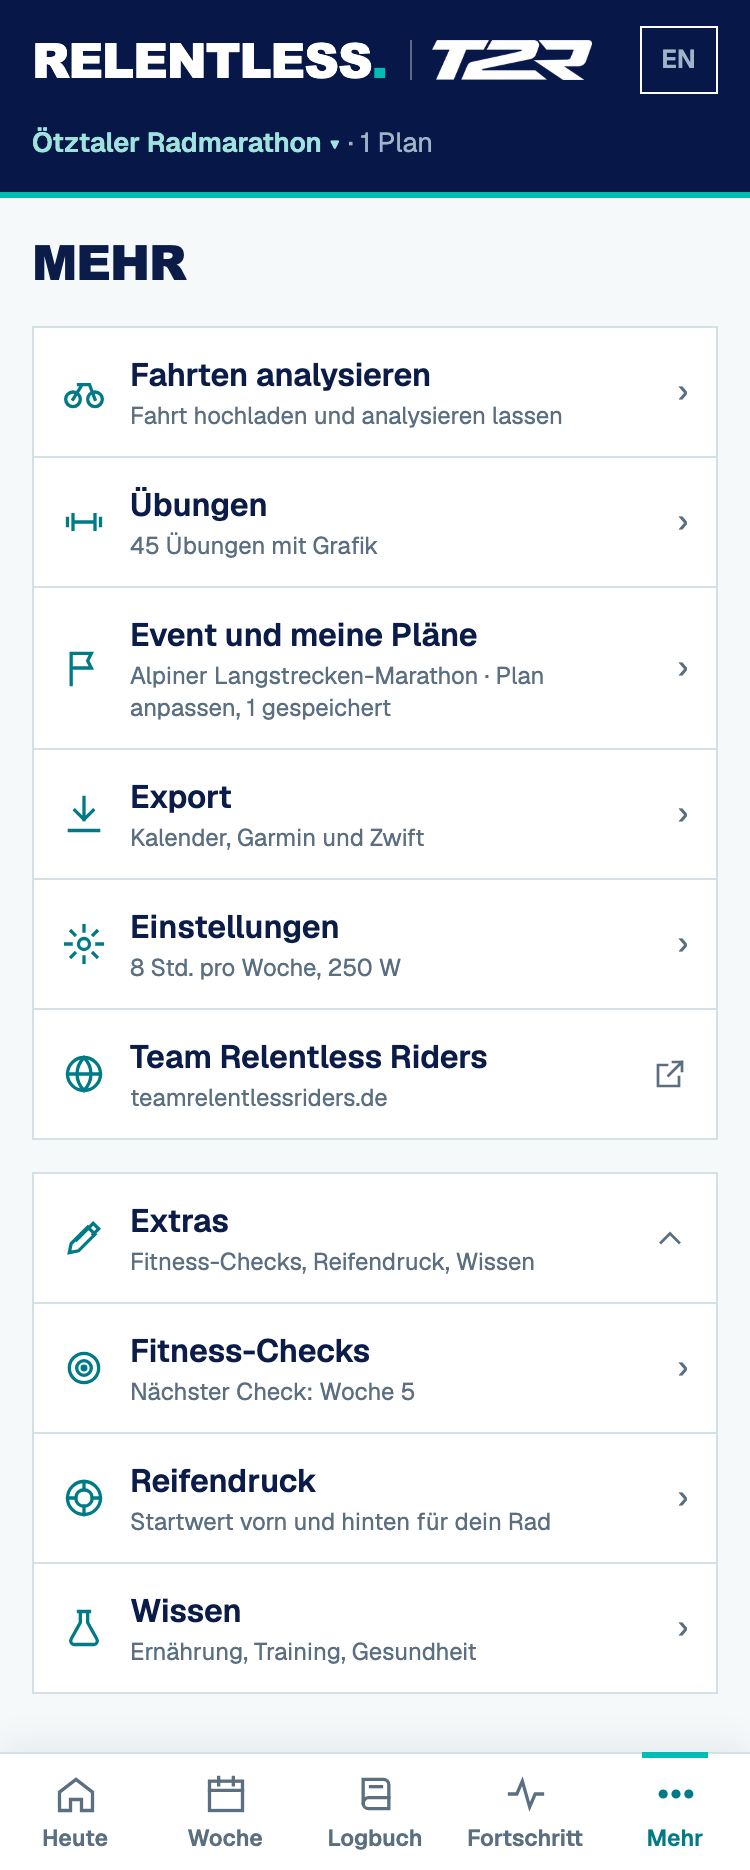 RELENTLESS. T2R EN
Ötztaler Radmarathon ▾ · 1 Plan
MEHR
Fahrten analysieren
Fahrt hochladen und analysieren lassen
Übungen
45 Übungen mit Grafik
Event und meine Pläne
Alpiner Langstrecken-Marathon · Plan
anpassen, 1 gespeichert
Export
Kalender, Garmin und Zwift
Einstellungen
8 Std. pro Woche, 250 W
Team Relentless Riders
teamrelentlessriders.de
Extras
Fitness-Checks, Reifendruck, Wissen
Fitness-Checks
Nächster Check: Woche 5
Reifendruck
Startwert vorn und hinten für dein Rad
Wissen
Ernährung, Training, Gesundheit
Heute Woche Logbuch Fortschritt Mehr